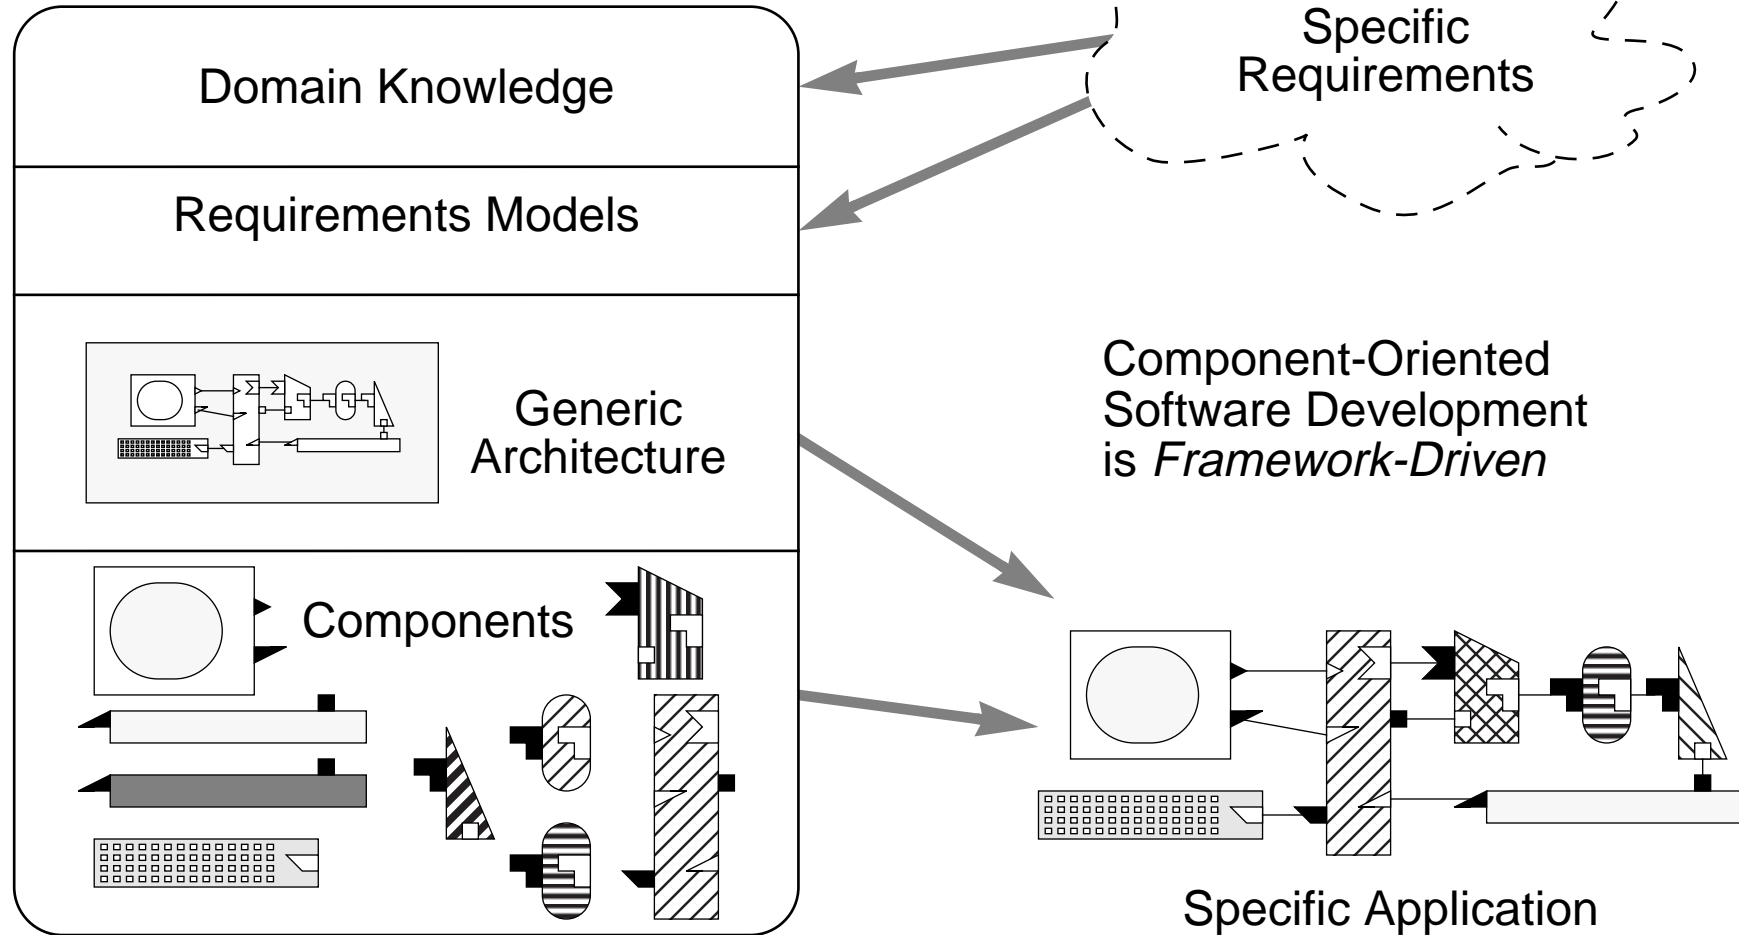 Specific
Requirements
Domain Knowledge
Requirements Models
Generic
Architecture
Component-Oriented
Software Development
is Framework-Driven
Components
Specific Application